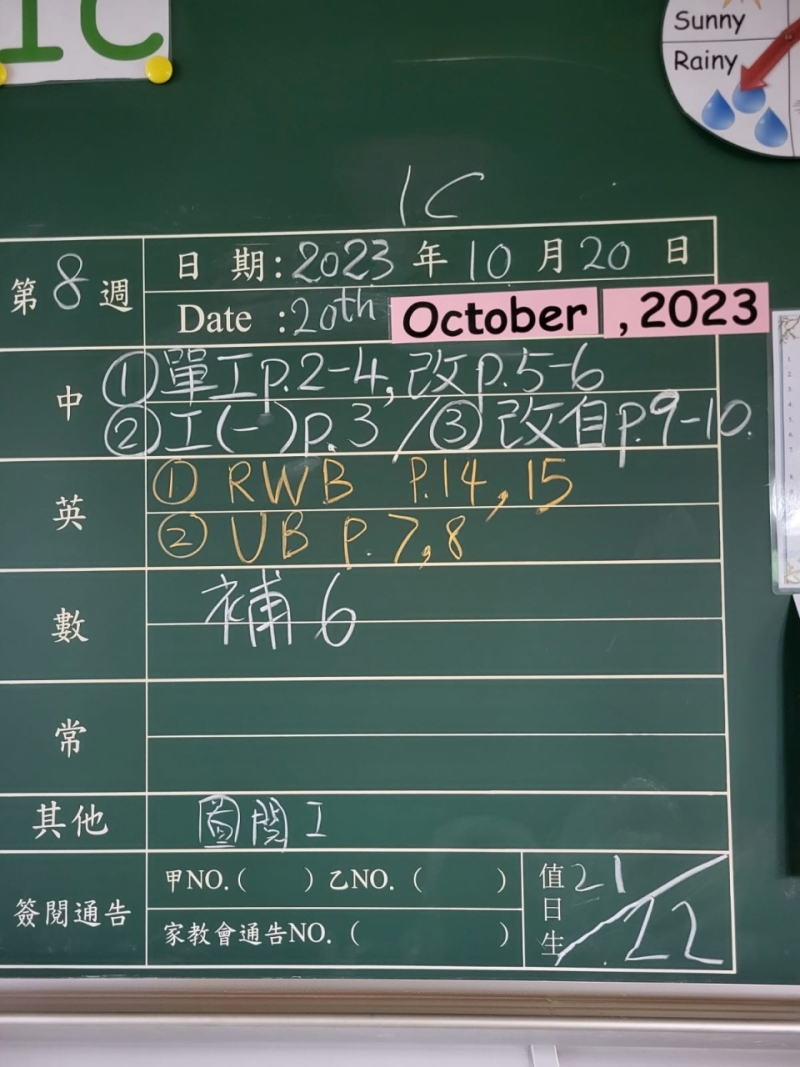 1C
Sunny
Rainy
1C
第8週
日期:2023年10月20日
Date :20th October, 2023
中
①單工p.2-4,改p.5-6
②工(一)p.3/③改自p.9-10.
英
① RWB P.14,15
② UB P.7,8
數
補6
常
其他
圖閱工
簽閱通告
甲NO.( ) 乙NO.( )
家教會通告NO.( )
值日生
21/22